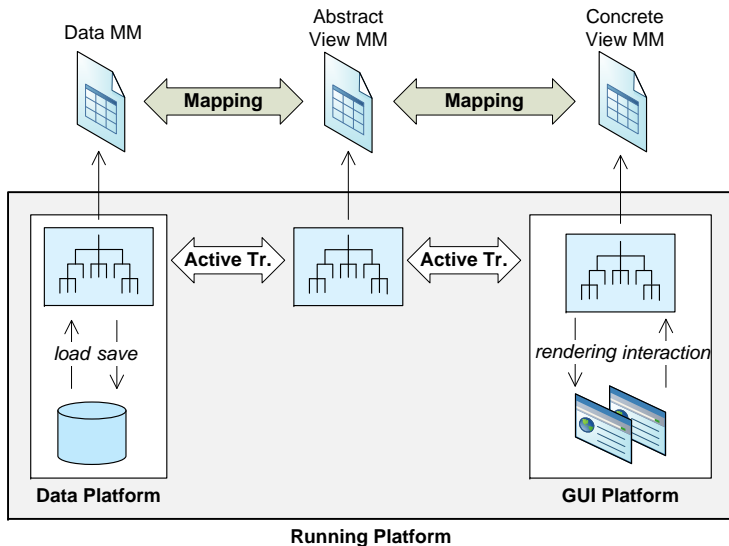 Data MM
Abstract
View MM
Concrete
View MM
Mapping
Mapping
Active Tr.
Active Tr.
load save
rendering interaction
Data Platform
GUI Platform
Running Platform